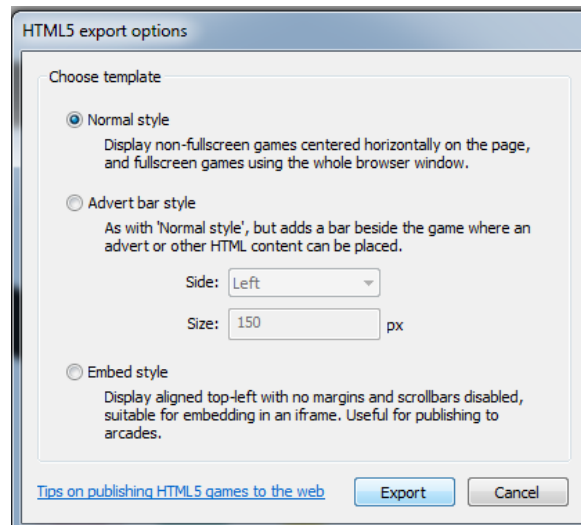 HTML5 export options
Choose template
Normal style
Display non-fullscreen games centered horizontally on the page,
and fullscreen games using the whole browser window.
Advert bar style
As with 'Normal style', but adds a bar beside the game where an
advert or other HTML content can be placed.
Side: Left
Size: 150 px
Embed style
Display aligned top-left with no margins and scrollbars disabled,
suitable for embedding in an iframe. Useful for publishing to
arcades.
Tips on publishing HTML5 games to the web Export Cancel